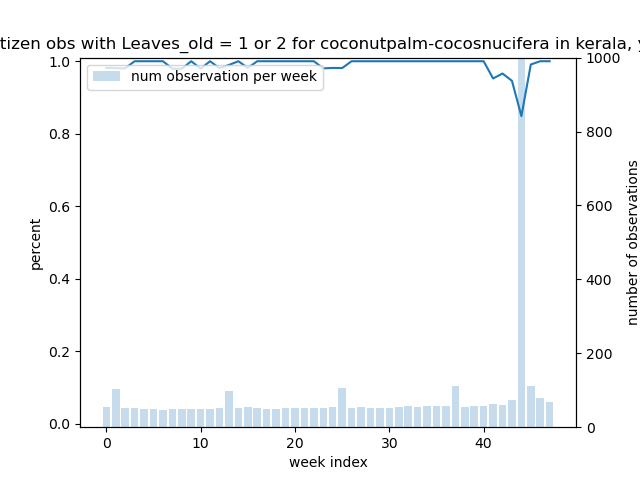 tizen obs with Leaves_old = 1 or 2 for coconutpalm-cocosnucifera in kerala,
num observation per week
1.0
0.8
0.6
0.4
0.2
0.0
percent
1000
800
600
400
200
0
number of observations
0 10 20 30 40
week index